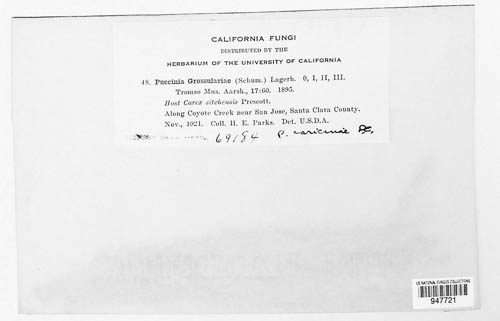 CALIFORNIA FUNGI
DISTRIBUTED BY THE
HERBARIUM OF THE UNIVERSITY OF CALIFORNIA
48. Puccinia Grossulariae (Schum.) Lagerh. 0, I, II, III.
Tromso Mus. Aarsh., 17:60. 1895.
Host Carex sitchensis Prescott.
Along Coyote Creek near San Jose, Santa Clara County.
Nov., 1921. Coll. H. E. Parks. Det. U.S.D.A.
69184 P. caricina DC.
US NATIONAL FUNGUS COLLECTIONS
947721